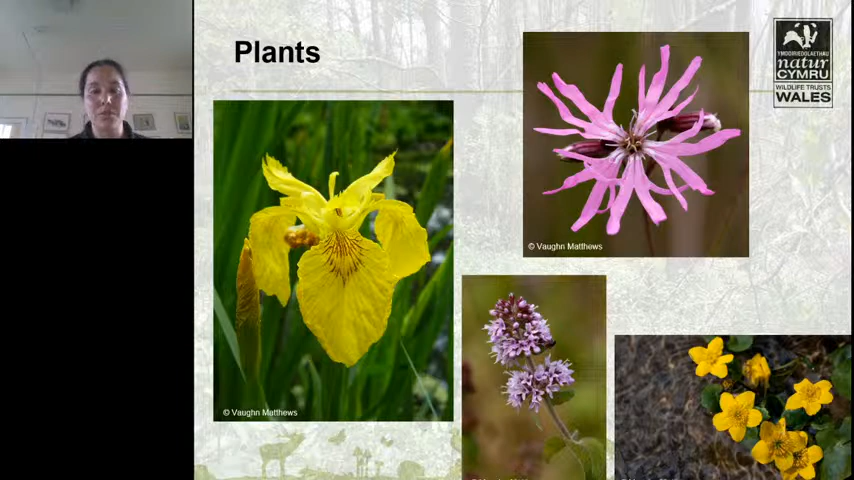 Plants
YMDDIRIEDOLAETHAU
natur
CYMRU
WILDLIFE TRUSTS
WALES
© Vaughn Matthews
© Vaughn Matthews